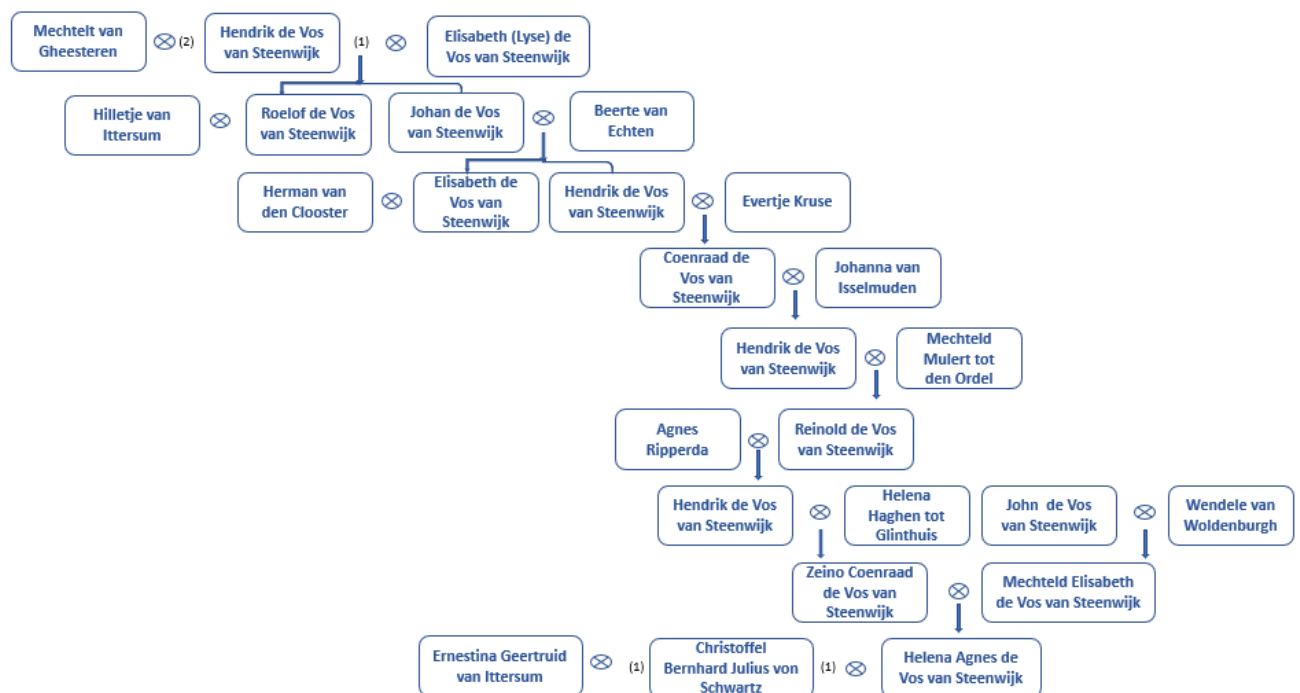 Mechtelt van
Gheesteren
(2)
Hendrik de Vos
van Steenwijk
(1)
Elisabeth (Lyse) de
Vos van Steenwijk
Hilletje van
Ittersum
Roelof de Vos
van Steenwijk
Johan de Vos
van Steenwijk
Beerte van
Echten
Herman van
den Clooster
Elisabeth de
Vos van
Steenwijk
Hendrik de Vos
van Steenwijk
Evertje Kruse
Coenraad de
Vos van
Steenwijk
Johanna van
Isselmuden
Hendrik de Vos
van Steenwijk
Mechteld
Mulert tot
den Ordel
Agnes
Ripperda
Reinold de Vos
van Steenwijk
Hendrik de Vos
van Steenwijk
Helena
Haghen tot
Glinthuis
John de Vos
van Steenwijk
Wendele van
Woldenburgh
Zeino Coenraad
de Vos van
Steenwijk
Mechteld Elisabeth
de Vos van Steenwijk
Ernestina Geertruid
van Ittersum
(1)
Christoffel
Bernhard Julius von
Schwartz
(1)
Helena Agnes de
Vos van Steenwijk